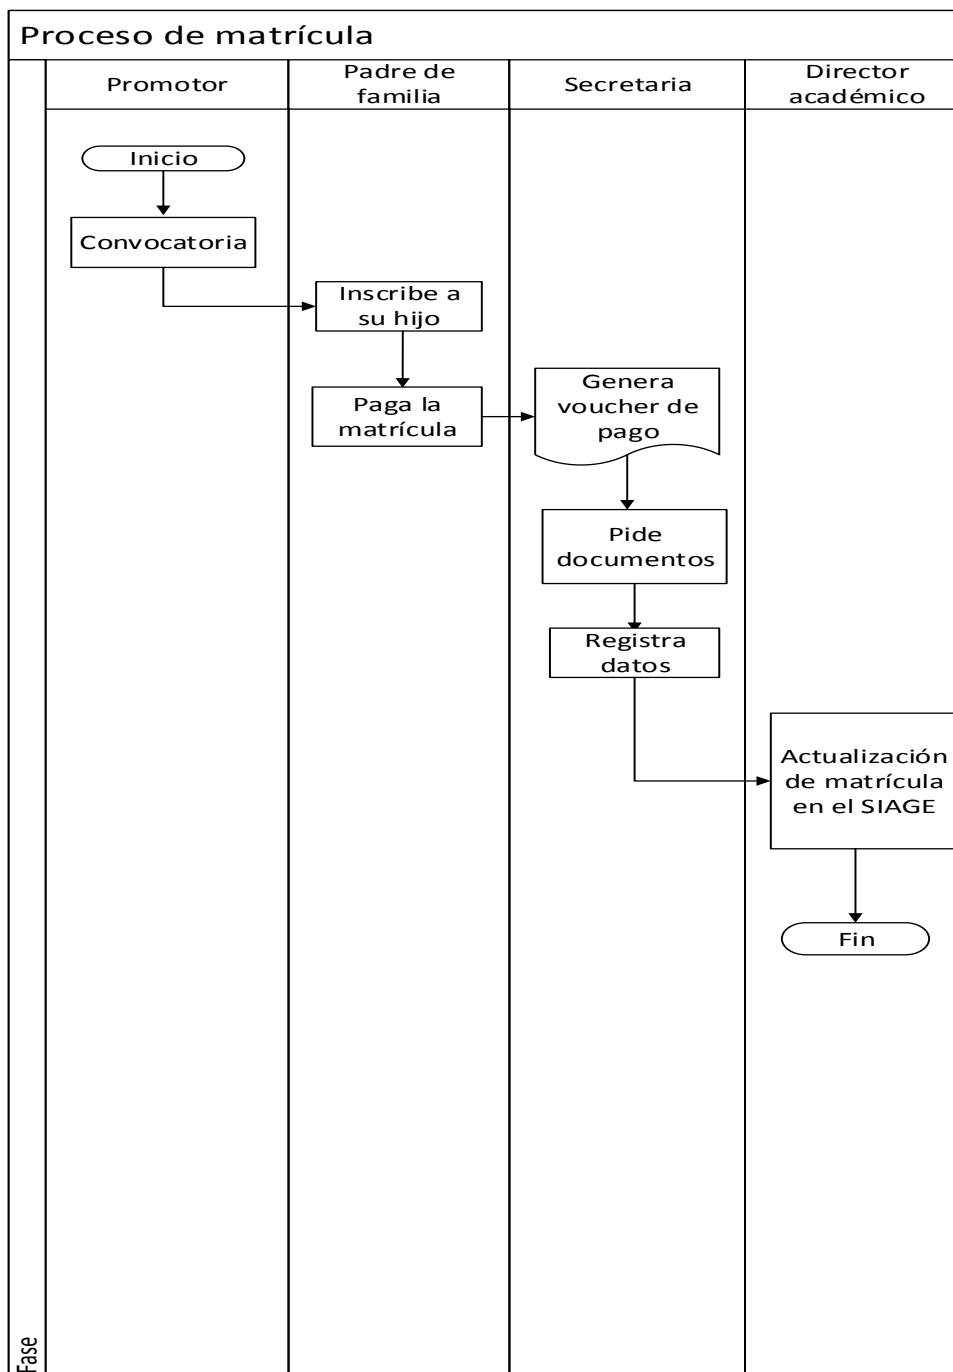 Proceso de matrícula
Promotor
Padre de
familia
Secretaria
Director
académico
Inicio
Convocatoria
Inscribe a
su hijo
Paga la
matrícula
Genera
voucher de
pago
Pide
documentos
Registra
datos
Actualización
de matrícula
en el SIAGE
Fin
Fase